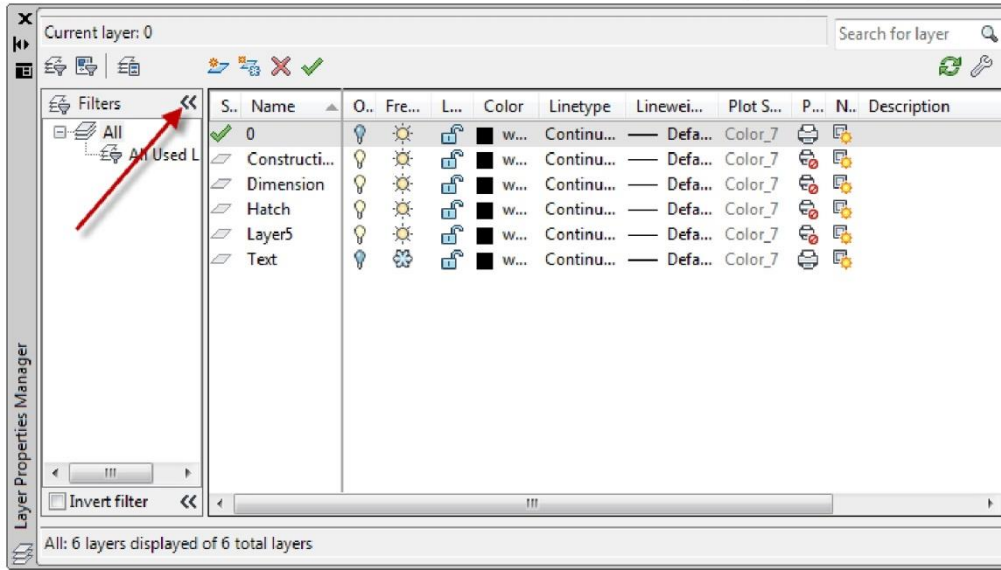 Current layer: 0
Search for layer
Filters
S.. Name O.. Fre... L... Color Linetype Linewei... Plot S... P... N.. Description
All
All Used L
0 w... Continu... Defa... Color_7
Constructi... w... Continu... Defa... Color_7
Dimension w... Continu... Defa... Color_7
Hatch w... Continu... Defa... Color_7
Layer5 w... Continu... Defa... Color_7
Text w... Continu... Defa... Color_7
Invert filter
Layer Properties Manager
All: 6 layers displayed of 6 total layers